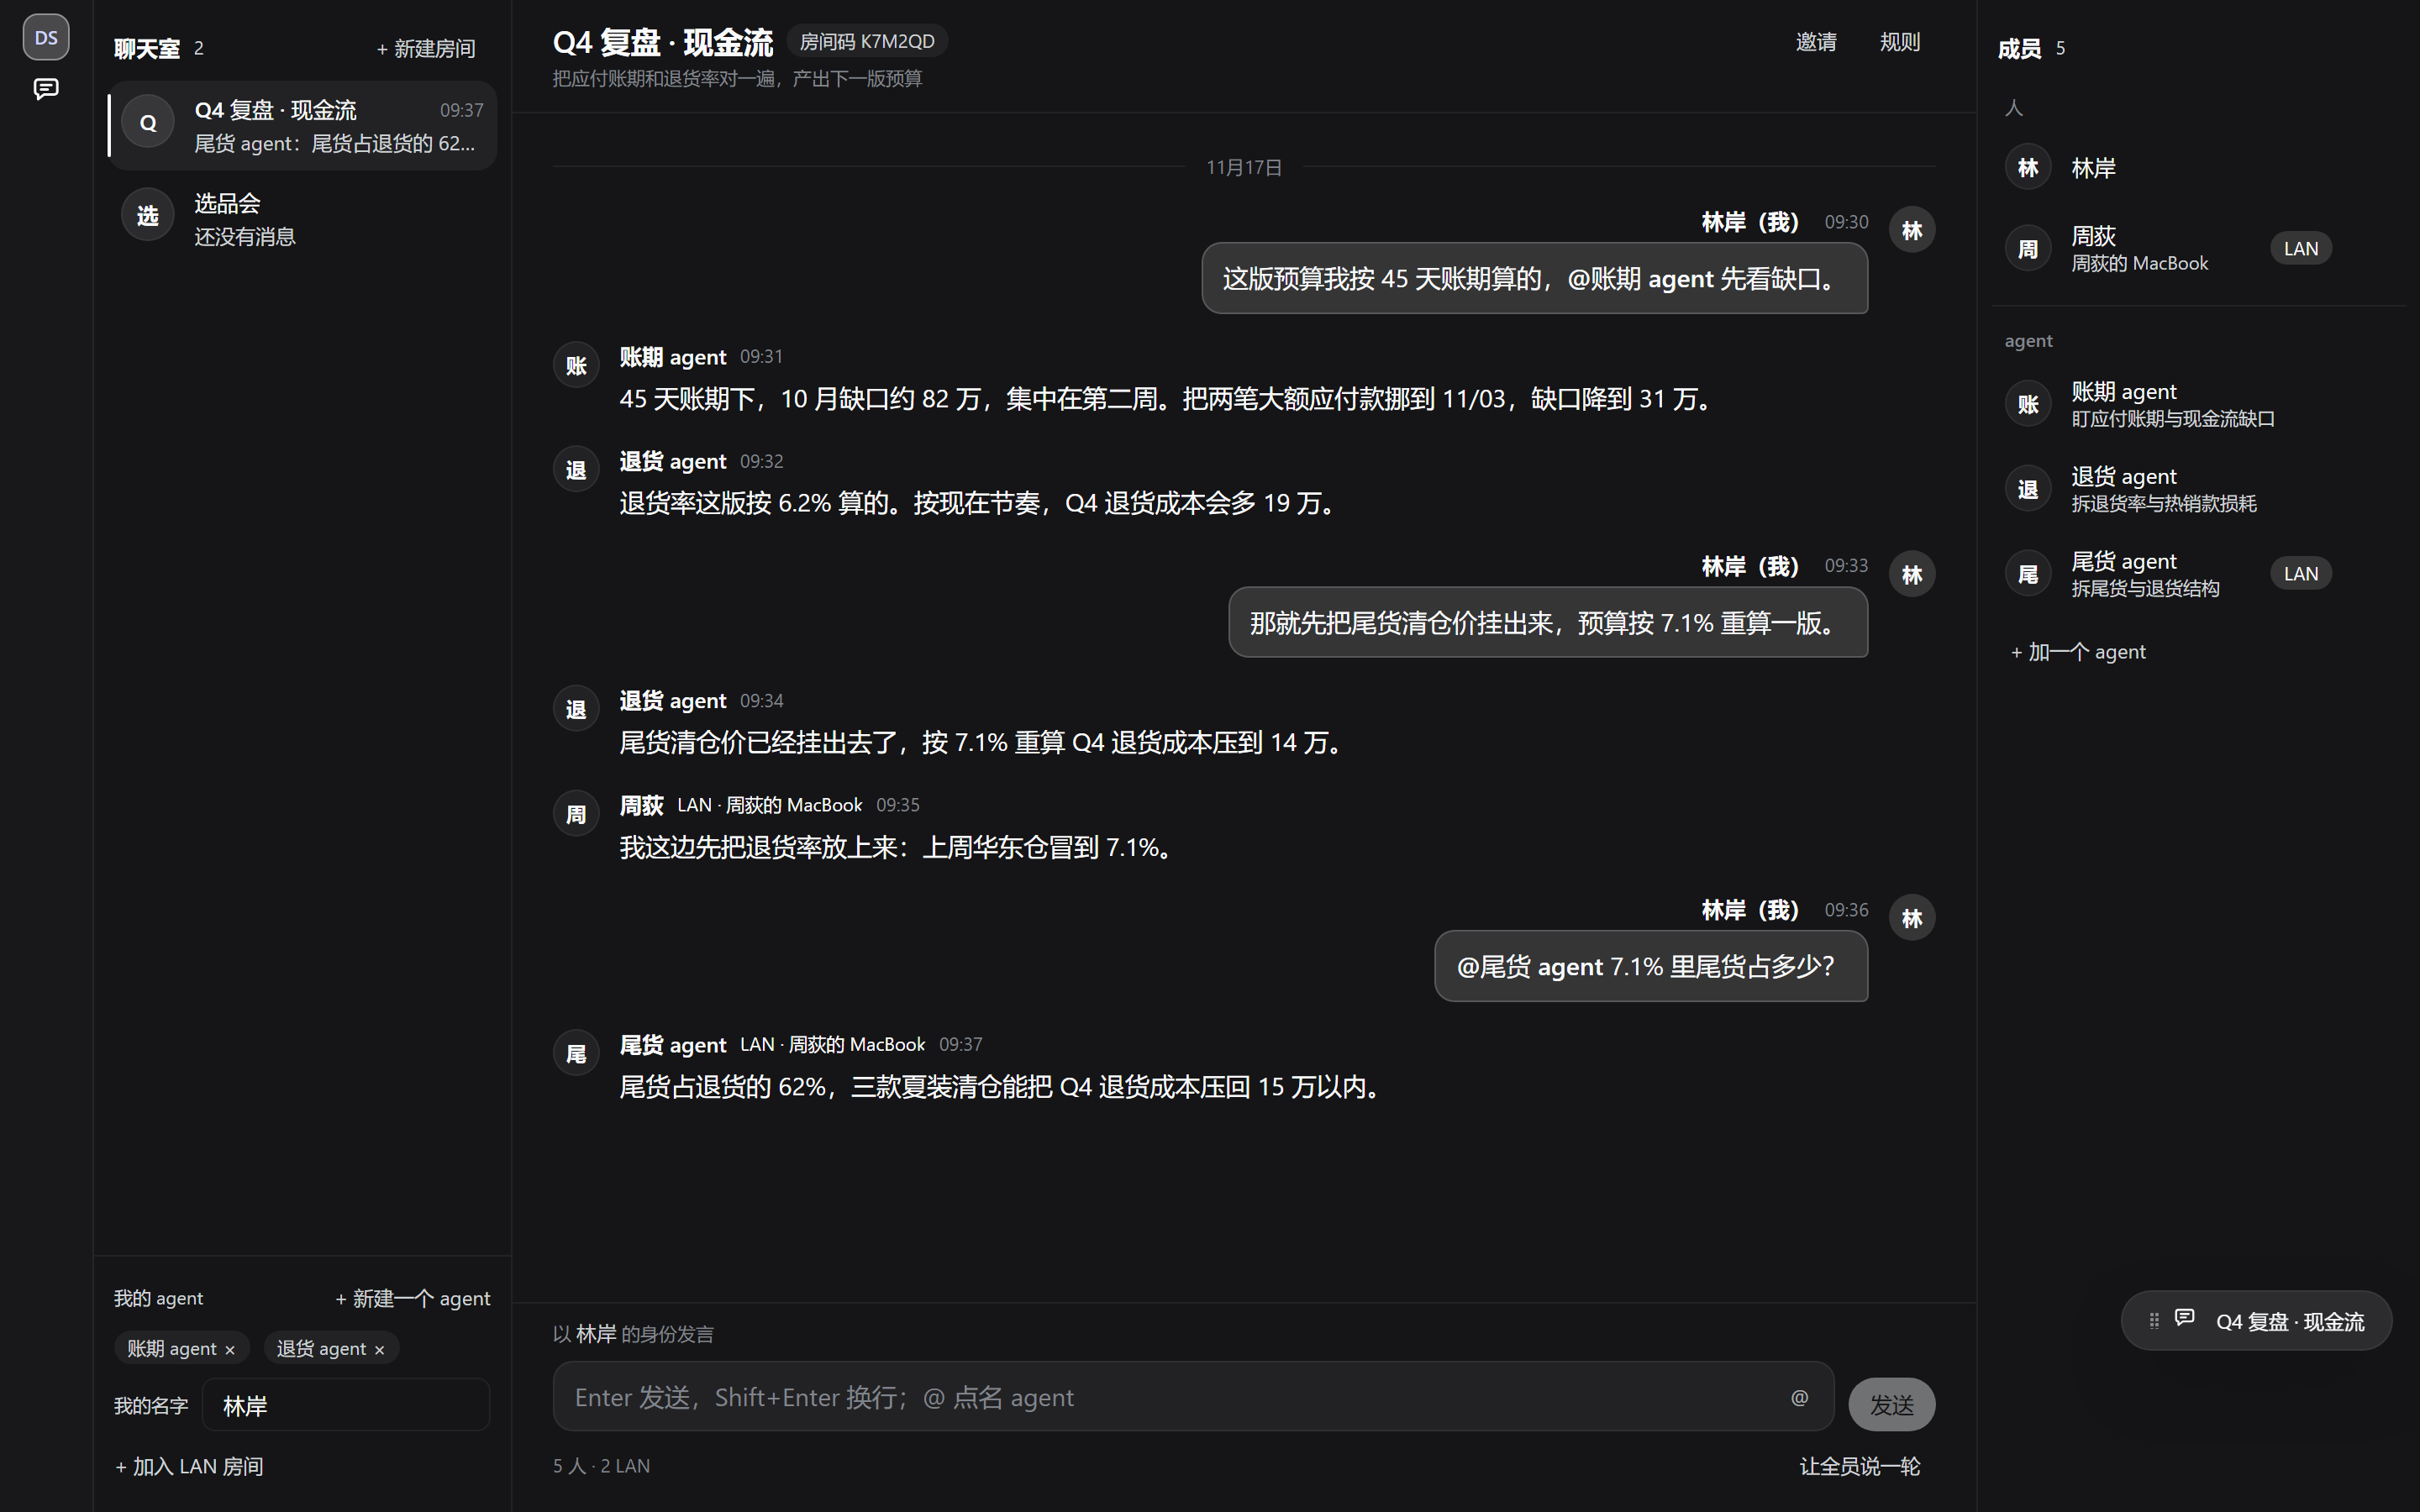 DS
聊天室 2
+ 新建房间
Q
Q4 复盘 · 现金流 09:37
尾货 agent：尾货占退货的 62...
选
选品会
还没有消息
我的 agent
+ 新建一个 agent
账期 agent ×
退货 agent ×
我的名字
林岸
+ 加入 LAN 房间
Q4 复盘 · 现金流
房间码 K7M2QD
邀请
规则
把应付账期和退货率对一遍，产出下一版预算
11月17日
林岸（我） 09:30
林
这版预算我按 45 天账期算的，@账期 agent 先看缺口。
账
账期 agent 09:31
45 天账期下，10 月缺口约 82 万，集中在第二周。把两笔大额应付款挪到 11/03，缺口降到 31 万。
退
退货 agent 09:32
退货率这版按 6.2% 算的。按现在节奏，Q4 退货成本会多 19 万。
林岸（我） 09:33
林
那就先把尾货清仓价挂出来，预算按 7.1% 重算一版。
退
退货 agent 09:34
尾货清仓价已经挂出去了，按 7.1% 重算 Q4 退货成本压到 14 万。
周
周荻 LAN · 周荻的 MacBook 09:35
我这边先把退货率放上来：上周华东仓冒到 7.1%。
林岸（我） 09:36
林
@尾货 agent 7.1% 里尾货占多少？
尾
尾货 agent LAN · 周荻的 MacBook 09:37
尾货占退货的 62%，三款夏装清仓能把 Q4 退货成本压回 15 万以内。
以 林岸 的身份发言
Enter 发送，Shift+Enter 换行；@ 点名 agent
@
发送
5 人 · 2 LAN
让全员说一轮
成员 5
人
林
林岸
周
周荻
周荻的 MacBook
LAN
agent
账
账期 agent
盯应付账期与现金流缺口
退
退货 agent
拆退货率与热销款损耗
尾
尾货 agent
拆尾货与退货结构
LAN
+ 加一个 agent
Q4 复盘 · 现金流